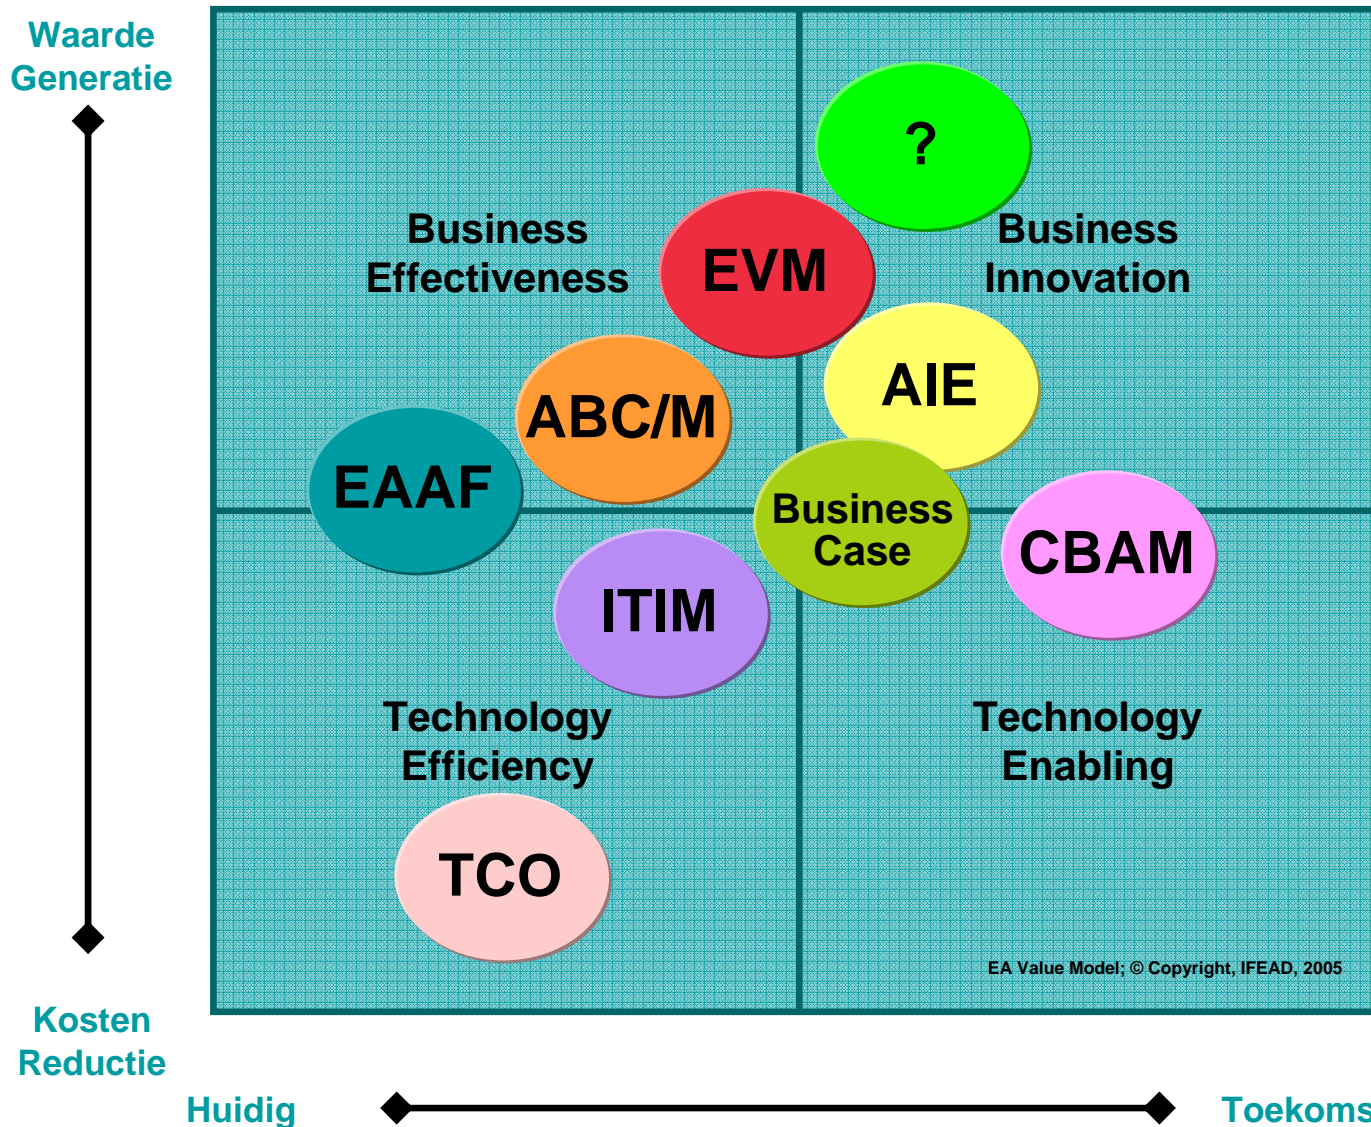 Waarde
Generatie
?
Business
Effectiveness
Business
Innovation
EVM
AIE
ABC/M
EAAF
Business
Case
CBAM
ITIM
Technology
Efficiency
Technology
Enabling
TCO
EA Value Model; © Copyright, IFEAD, 2005
Kosten
Reductie
Huidig
Toekoms